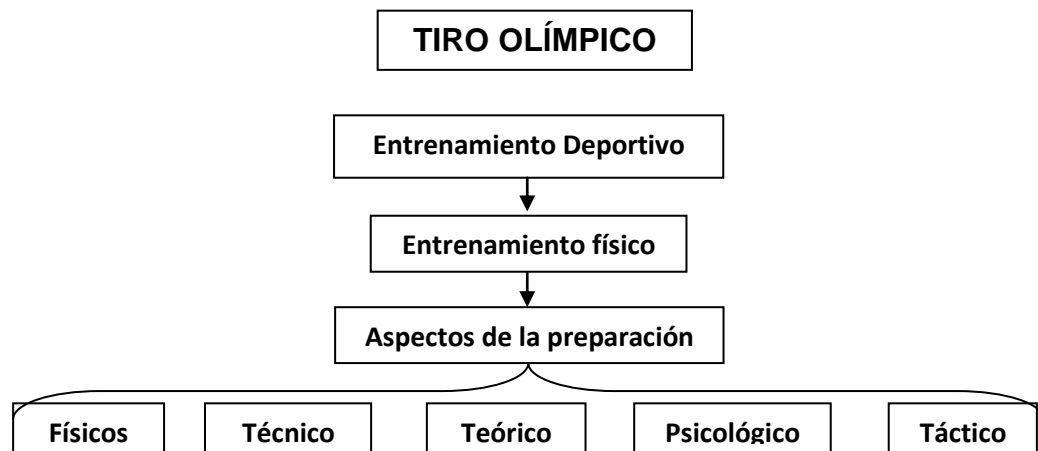 TIRO OLÍMPICO
Entrenamiento Deportivo
Entrenamiento físico
Aspectos de la preparación
Físicos
Técnico
Teórico
Psicológico
Táctico